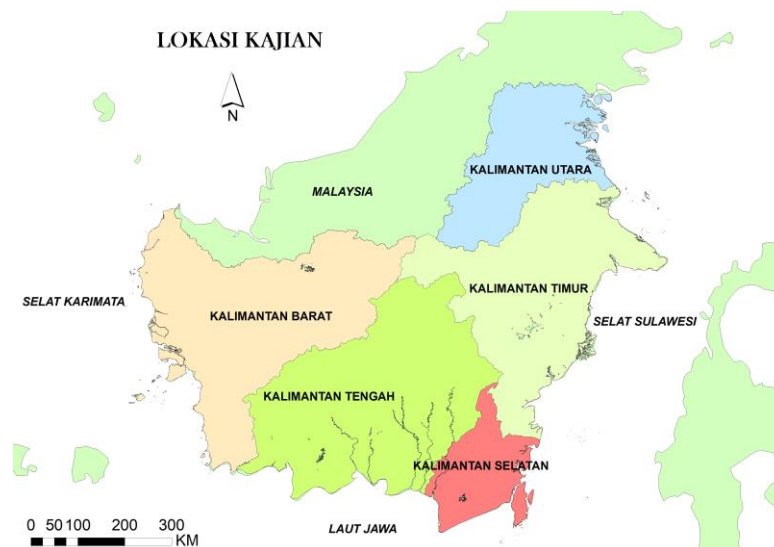 LOKASI KAJIAN
N
KALIMANTAN UTARA
MALAYSIA
SELAT KARIMATA
KALIMANTAN TIMUR
KALIMANTAN BARAT
SELAT SULAWESI
KALIMANTAN TENGAH
KALIMANTAN SELATAN
LAUT JAWA
0 50 100 200 300
KM